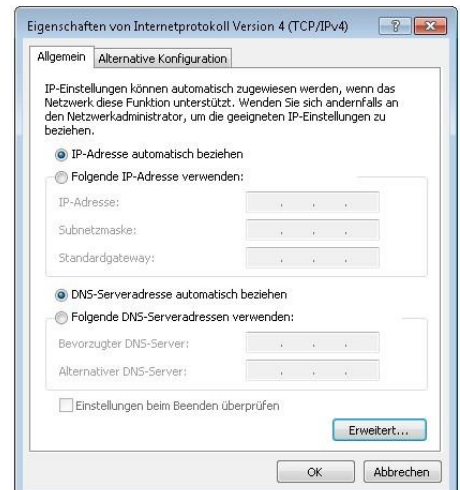 Eigenschaften von Internetprotokoll Version 4 (TCP/IPv4)
Allgemein
Alternative Konfiguration
IP-Einstellungen können automatisch zugewiesen werden, wenn das
Netzwerk diese Funktion unterstützt. Wenden Sie sich andernfalls an
den Netzwerkadministrator, um die geeigneten IP-Einstellungen zu
beziehen.
IP-Adresse automatisch beziehen
Folgende IP-Adresse verwenden:
IP-Adresse:
Subnetzmaske:
Standardgateway:
DNS-Serveradresse automatisch beziehen
Folgende DNS-Serveradressen verwenden:
Bevorzugter DNS-Server:
Alternativer DNS-Server:
Einstellungen beim Beenden überprüfen
Erweitert...
OK
Abbrechen